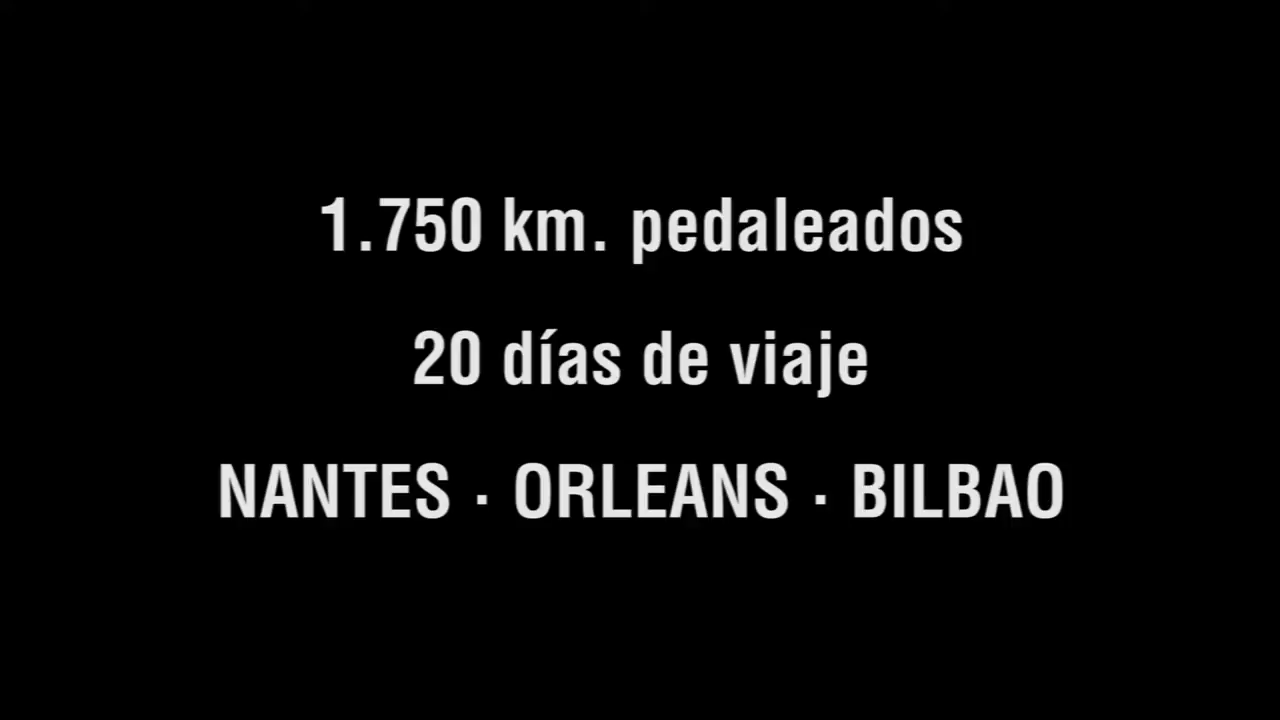 1.750 km. pedaleados
20 días de viaje
NANTES · ORLEANS · BILBAO